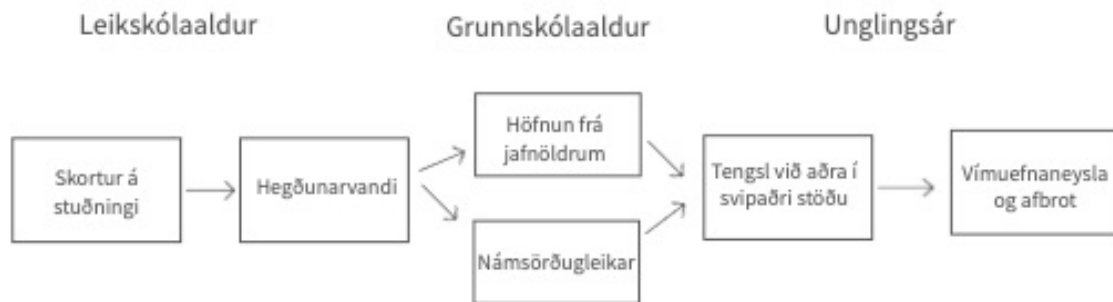 Leikskólaaldur
Grunnskólaaldur
Unglingsár
Skortur á
stuðningi
Hegðunarvandi
Höfnun frá
jafnöldrum
Námsörðugleikar
Tengsl við aðra í
svipaðri stöðu
Vímuefnaneysla
og afbrot